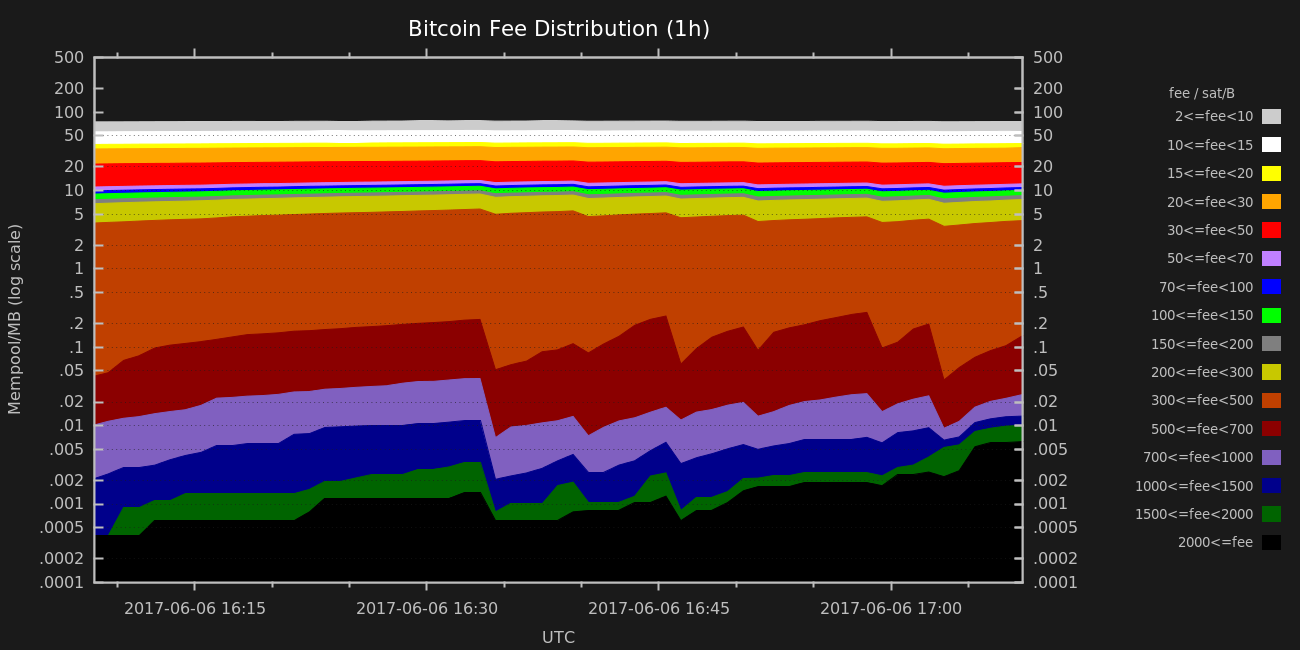 Bitcoin Fee Distribution (1h)
500
200
100
50
20
10
5
2
1
.5
.2
.1
.05
.02
.01
.005
.002
.001
.0005
.0002
.0001
Mempool/MB (log scale)
500
200
100
50
20
10
5
2
1
.5
.2
.1
.05
.02
.01
.005
.002
.001
.0005
.0002
.0001
2017-06-06 16:15
2017-06-06 16:30
2017-06-06 16:45
2017-06-06 17:00
UTC
fee / sat/B
2<=fee<10
10<=fee<15
15<=fee<20
20<=fee<30
30<=fee<50
50<=fee<70
70<=fee<100
100<=fee<150
150<=fee<200
200<=fee<300
300<=fee<500
500<=fee<700
700<=fee<1000
1000<=fee<1500
1500<=fee<2000
2000<=fee